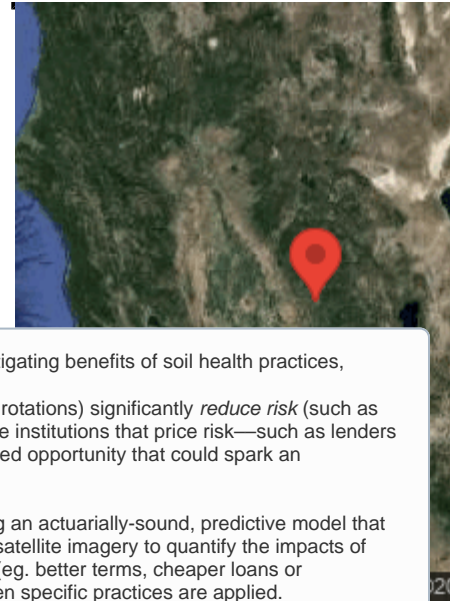 tigating benefits of soil health practices,
rotations) significantly reduce risk (such as
e institutions that price risk—such as lenders
ed opportunity that could spark an
g an actuarially-sound, predictive model that
satellite imagery to quantify the impacts of
(eg. better terms, cheaper loans or
en specific practices are applied.
20